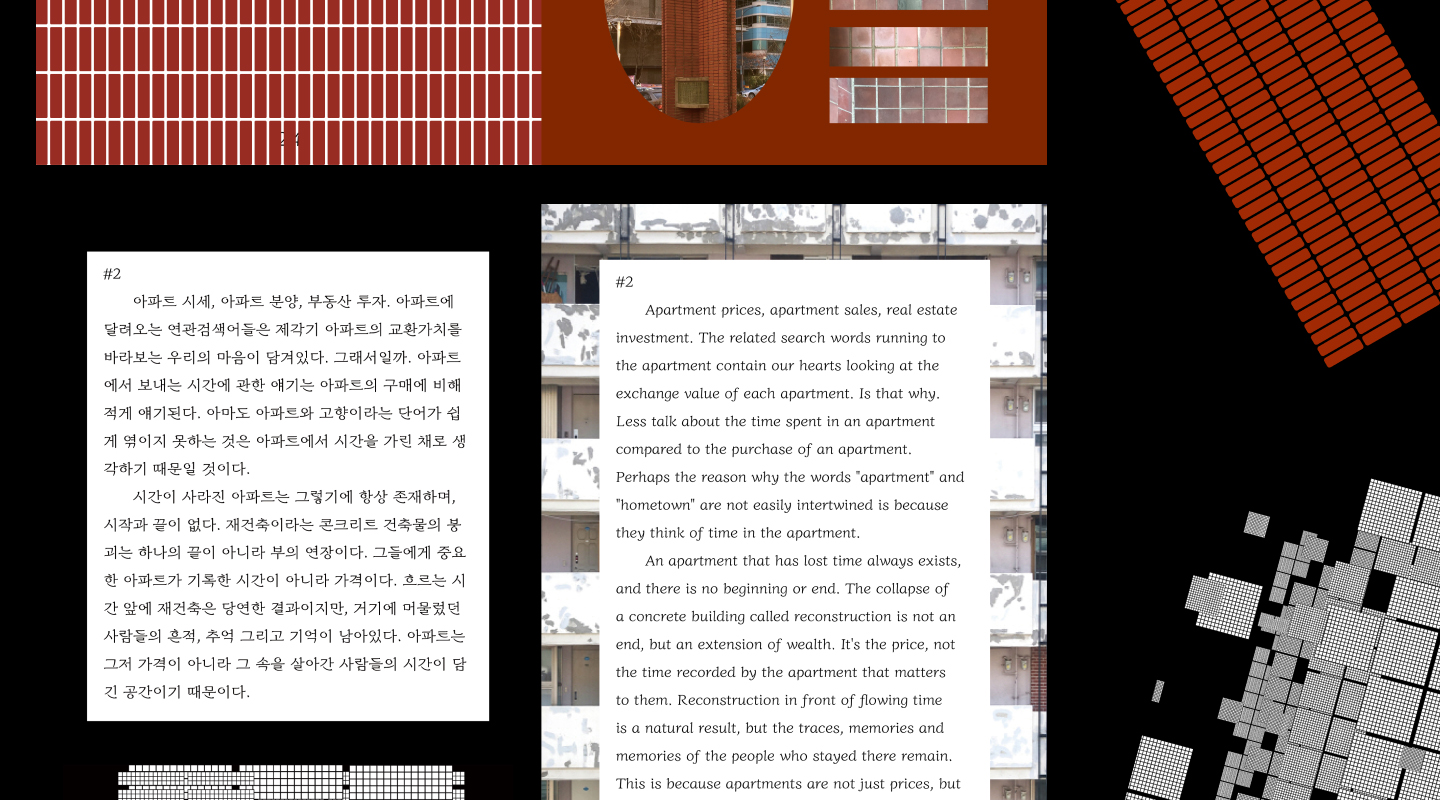 24
#2
아파트 시세, 아파트 분양, 부동산 투자. 아파트에
달려오는 연관검색어들은 제각기 아파트의 교환가치를
바라보는 우리의 마음이 담겨있다. 그래서일까. 아파트
에서 보내는 시간에 관한 얘기는 아파트의 구매에 비해
적게 얘기된다. 아마도 아파트와 고향이라는 단어가 쉽
게 엮이지 못하는 것은 아파트에서 시간을 가린 채로 생
각하기 때문일 것이다.
시간이 사라진 아파트는 그렇기에 항상 존재하며,
시작과 끝이 없다. 재건축이라는 콘크리트 건축물의 붕
괴는 하나의 끝이 아니라 부의 연장이다. 그들에게 중요
한 아파트가 기록한 시간이 아니라 가격이다. 흐르는 시
간 앞에 재건축은 당연한 결과이지만, 거기에 머물렀던
사람들의 흔적, 추억 그리고 기억이 남아있다. 아파트는
그저 가격이 아니라 그 속을 살아간 사람들의 시간이 담
긴 공간이기 때문이다.
#2
Apartment prices, apartment sales, real estate
investment. The related search words running to
the apartment contain our hearts looking at the
exchange value of each apartment. Is that why.
Less talk about the time spent in an apartment
compared to the purchase of an apartment.
Perhaps the reason why the words "apartment" and
"hometown" are not easily intertwined is because
they think of time in the apartment.
An apartment that has lost time always exists,
and there is no beginning or end. The collapse of
a concrete building called reconstruction is not an
end, but an extension of wealth. It's the price, not
the time recorded by the apartment that matters
to them. Reconstruction in front of flowing time
is a natural result, but the traces, memories and
memories of the people who stayed there remain.
This is because apartments are not just prices, but